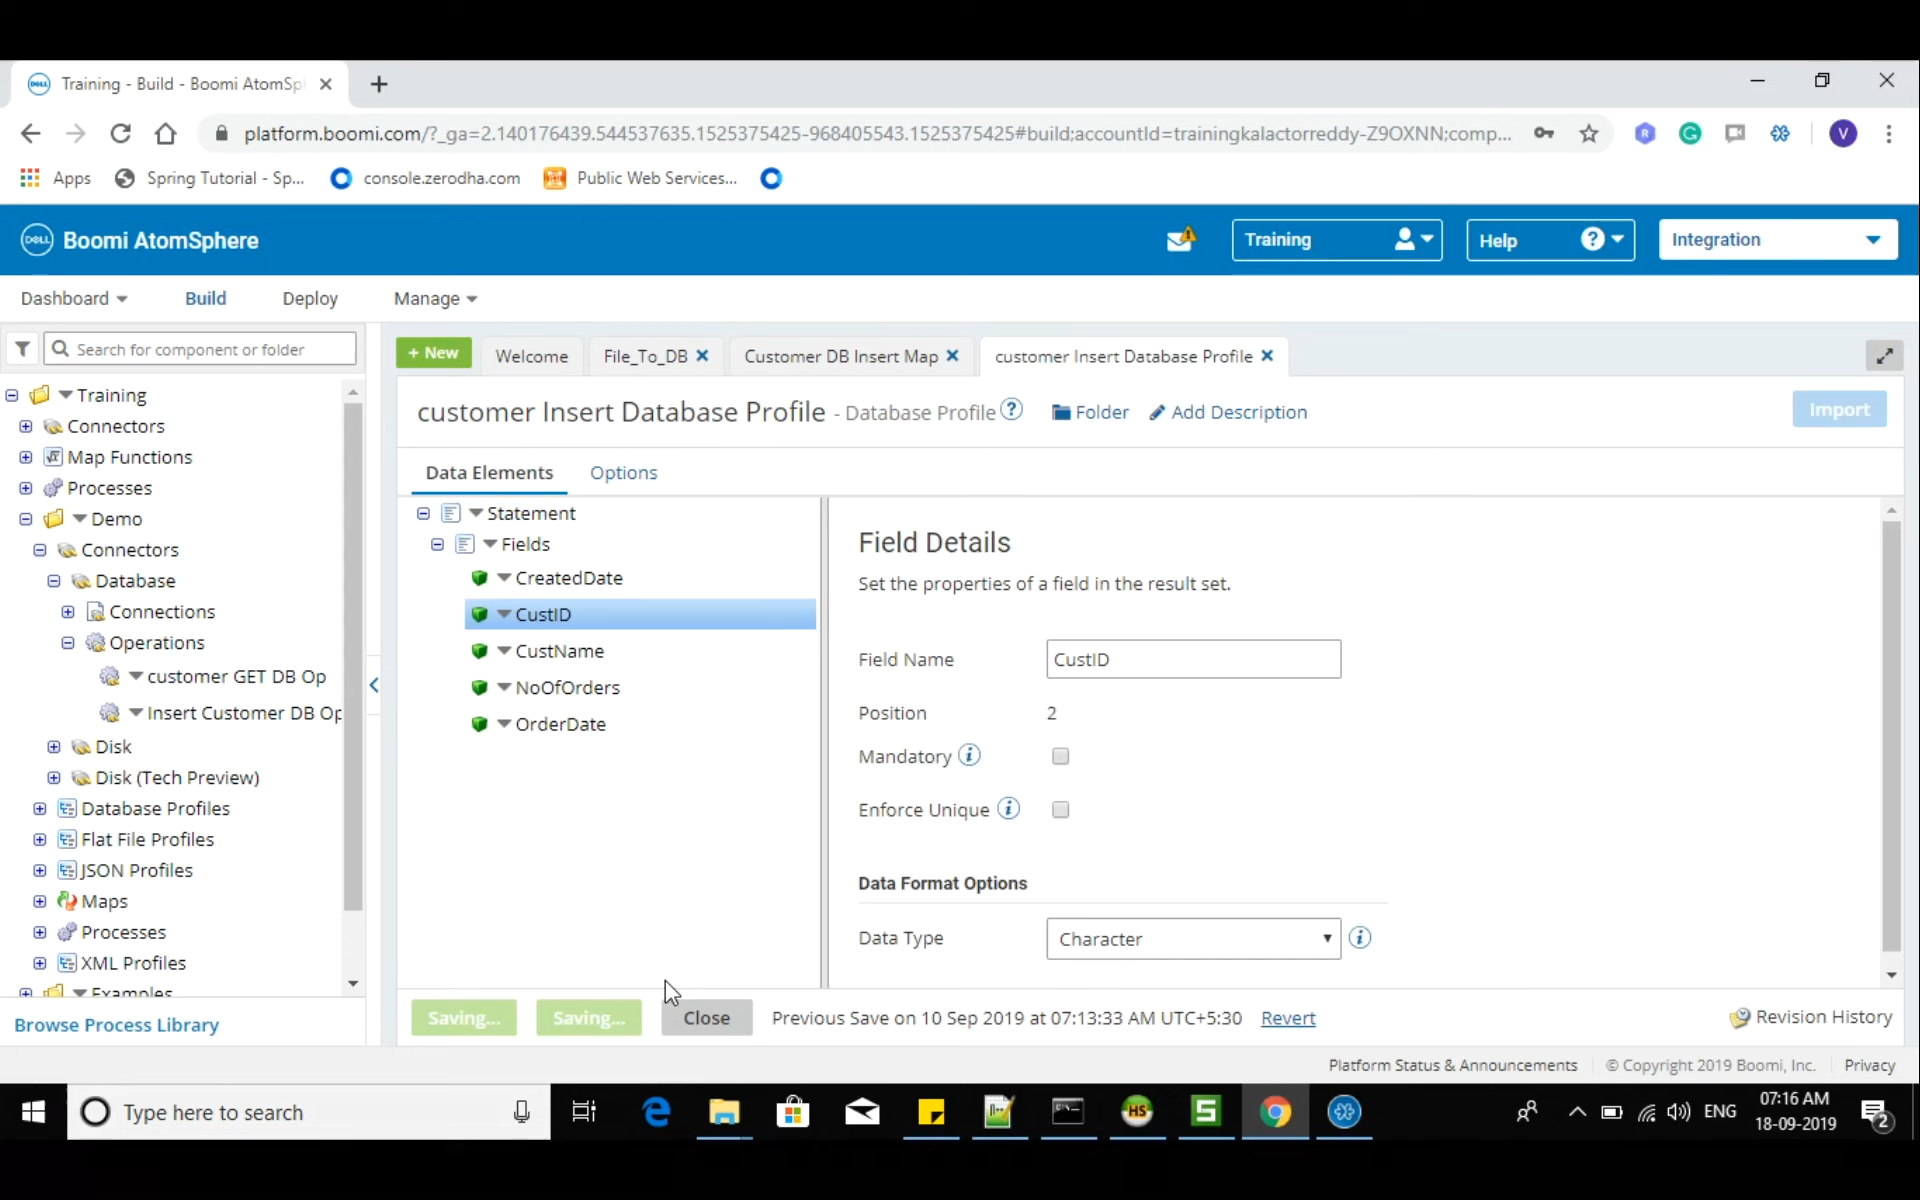 Training - Build - Boomi AtomSp
platform.boomi.com/?_ga=2.140176439.544537635.1525375425-968405543.1525375425#build;accountId=trainingkalactorreddy-Z9OXNN;comp...
V
Apps
Spring Tutorial - Sp...
console.zerodha.com
Public Web Services...
DELL
Boomi AtomSphere
Training
Help
Integration
Dashboard
Build
Deploy
Manage
Search for component or folder
+ New
Welcome
File_To_DB
Customer DB Insert Map
customer Insert Database Profile
Training
Connectors
Map Functions
Processes
Demo
Connectors
Database
Connections
Operations
customer GET DB Op
Insert Customer DB Op
Disk
Disk (Tech Preview)
Database Profiles
Flat File Profiles
JSON Profiles
Maps
Processes
XML Profiles
Examples
Browse Process Library
customer Insert Database Profile - Database Profile
Folder
Add Description
Import
Data Elements
Options
Statement
Fields
CreatedDate
CustID
CustName
NoOfOrders
OrderDate
Field Details
Set the properties of a field in the result set.
Field Name
CustID
Position
2
Mandatory
Enforce Unique
Data Format Options
Data Type
Character
Saving...
Saving...
Close
Previous Save on 10 Sep 2019 at 07:13:33 AM UTC+5:30
Revert
Revision History
Platform Status & Announcements
© Copyright 2019 Boomi, Inc.
Privacy
Type here to search
HS
S
ENG
07:16 AM
18-09-2019
2